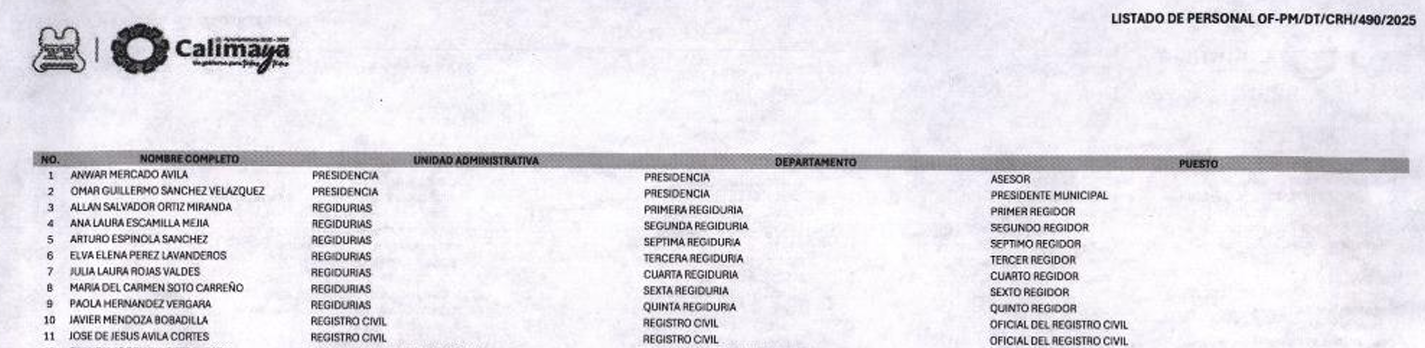 LISTADO DE PERSONAL OF-PM/DT/CRH/490/2025
Calimaya
NO. NOMBRE COMPLETO UNIDAD ADMINISTRATIVA DEPARTAMENTO PUESTO
1 ANWAR MERCADO AVILA PRESIDENCIA PRESIDENCIA ASESOR
2 OMAR GUILLERMO SANCHEZ VELAZQUEZ PRESIDENCIA PRESIDENCIA PRESIDENTE MUNICIPAL
3 ALLAN SALVADOR ORTIZ MIRANDA REGIDURIAS PRIMERA REGIDURIA PRIMER REGIDOR
4 ANA LAURA ESCAMILLA MEJIA REGIDURIAS SEGUNDA REGIDURIA SEGUNDO REGIDOR
5 ARTURO ESPINOLA SANCHEZ REGIDURIAS SEPTIMA REGIDURIA SEPTIMO REGIDOR
6 ELVA ELENA PEREZ LAVANDEROS REGIDURIAS TERCERA REGIDURIA TERCER REGIDOR
7 JULIA LAURA ROJAS VALDES REGIDURIAS CUARTA REGIDURIA CUARTO REGIDOR
8 MARIA DEL CARMEN SOTO CARREÑO REGIDURIAS SEXTA REGIDURIA SEXTO REGIDOR
9 PAOLA HERNANDEZ VERGARA REGIDURIAS QUINTA REGIDURIA QUINTO REGIDOR
10 JAVIER MENDOZA BOBADILLA REGISTRO CIVIL REGISTRO CIVIL OFICIAL DEL REGISTRO CIVIL
11 JOSE DE JESUS AVILA CORTES REGISTRO CIVIL REGISTRO CIVIL OFICIAL DEL REGISTRO CIVIL